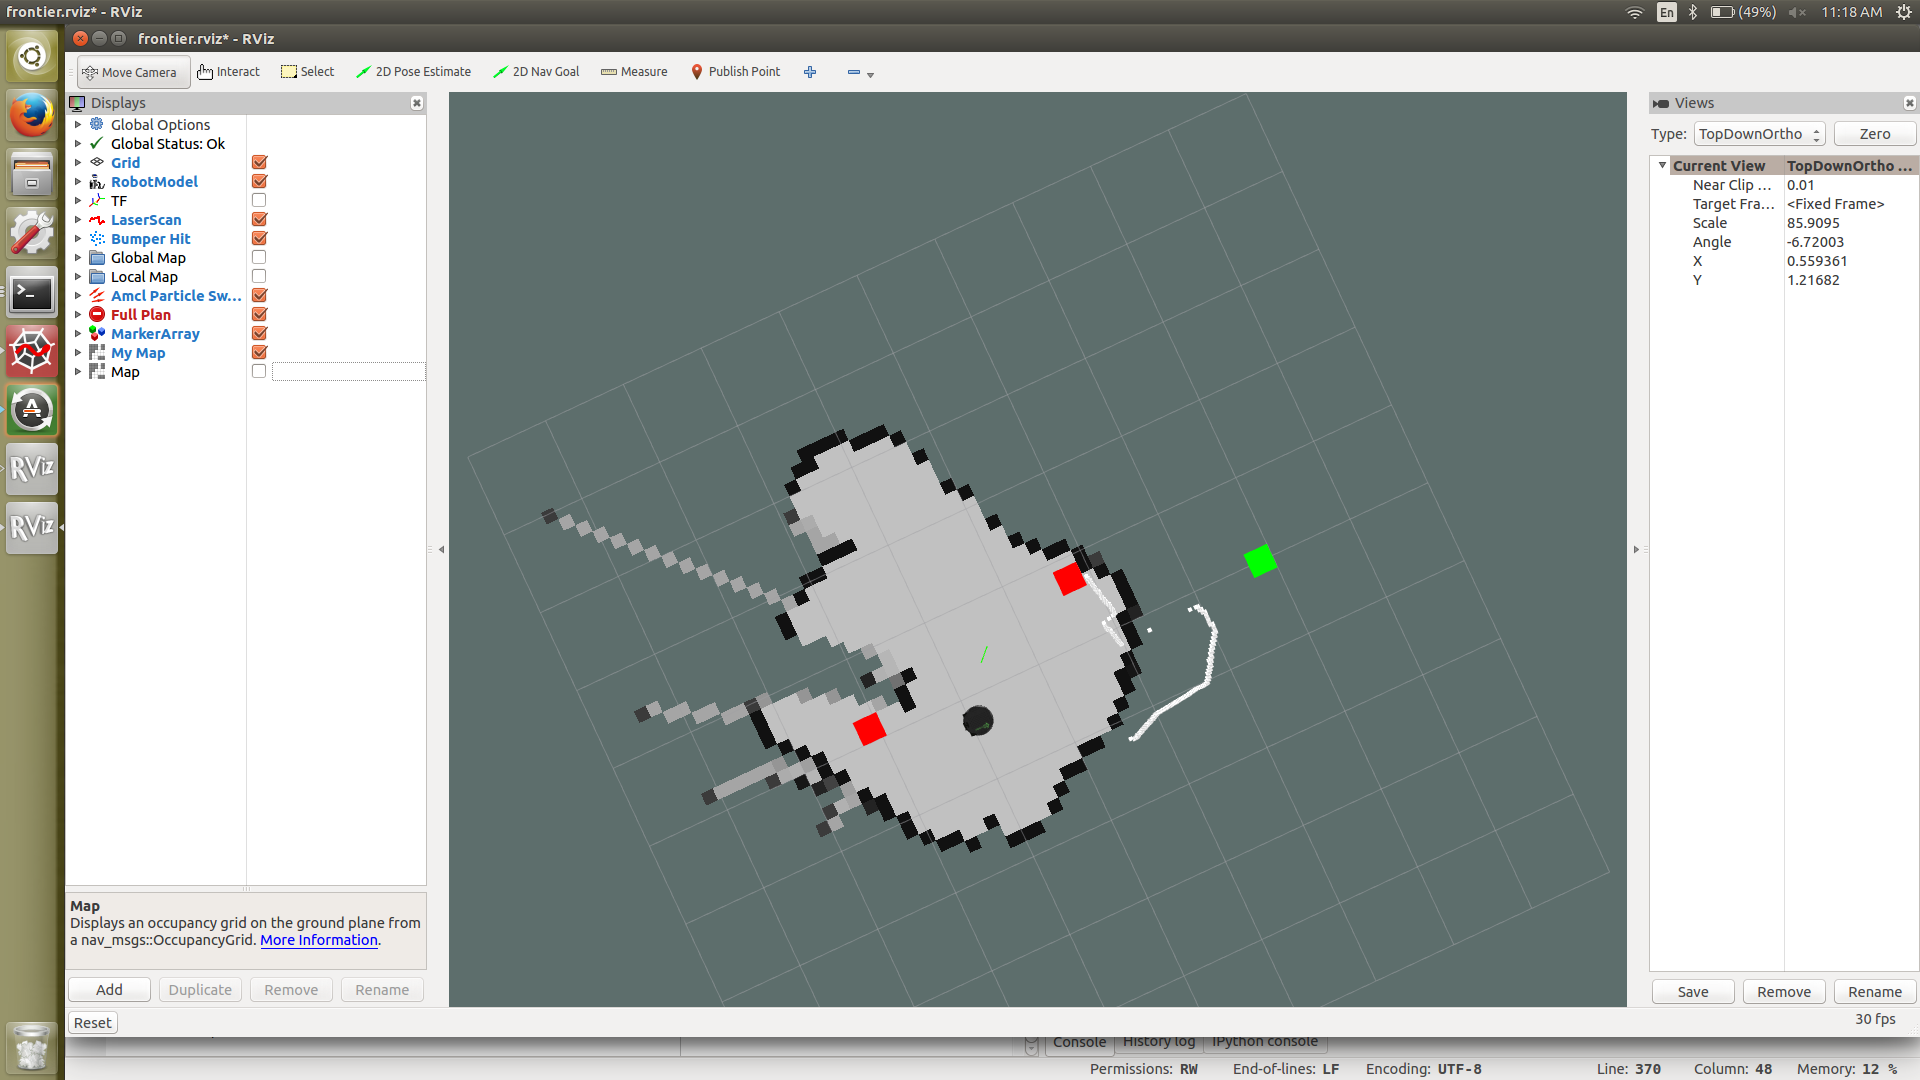 frontier.rviz* - RViz
En
(49%)
11:18 AM
frontier.rviz* - RViz
Move Camera
Interact
Select
2D Pose Estimate
2D Nav Goal
Measure
Publish Point
Displays
Global Options
Global Status: Ok
Grid
RobotModel
TF
LaserScan
Bumper Hit
Global Map
Local Map
Amcl Particle Sw...
Full Plan
MarkerArray
My Map
Map
Map
Displays an occupancy grid on the ground plane from
a nav_msgs::OccupancyGrid. More Information.
Add
Duplicate
Remove
Rename
Reset
Views
Type:
TopDownOrtho
Zero
Current View
TopDownOrtho ...
Near Clip ...
0.01
Target Fra...
<Fixed Frame>
Scale
85.9095
Angle
-6.72003
X
0.559361
Y
1.21682
Save
Remove
Rename
30 fps
RViz
RViz
Console
History log
IPython console
Permissions: RW
End-of-lines: LF
Encoding: UTF-8
Line: 370
Column: 48
Memory: 12 %